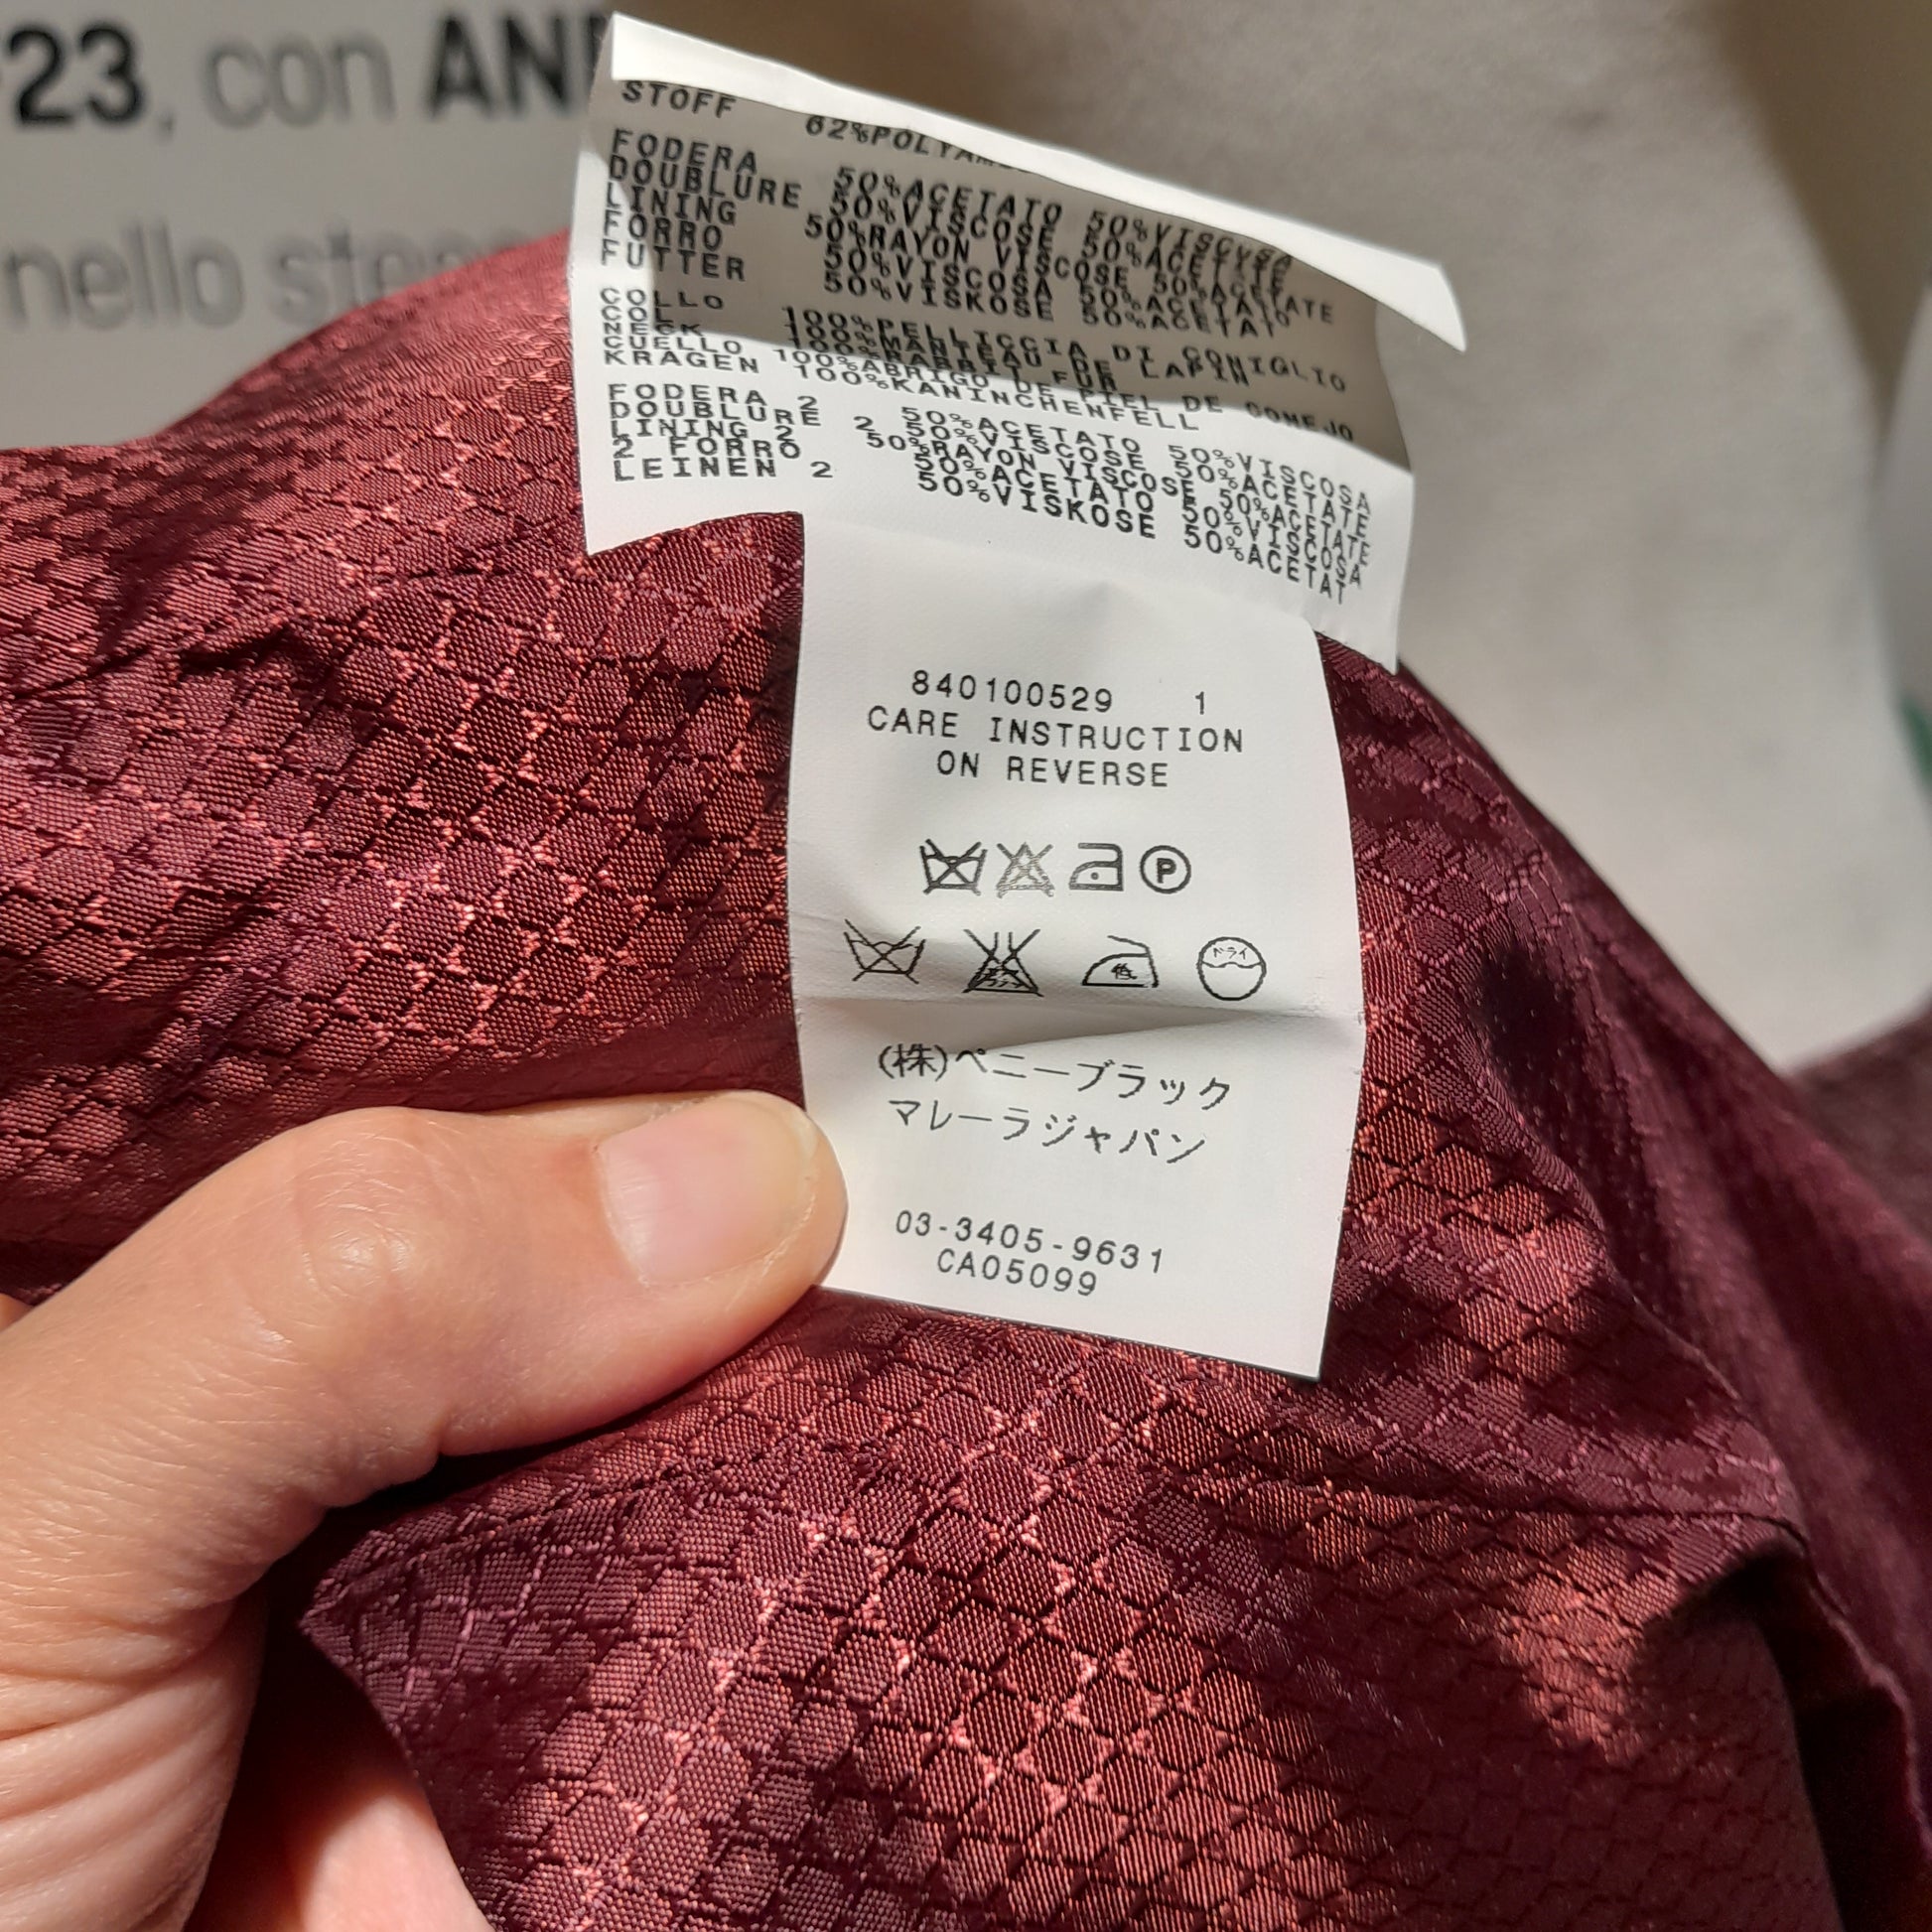 23, con
nello
STOFF 62%
FODERA 50%ACETATO 50%VISCOSA
DOUBLURE 50%VISCOSE 50%ACETATE
LINING 50%RAYON VISCOSE 50%ACETATE
FORRO 50%VISCOSA 50%ACETATO
FUTTER 50%VISKOSE 50%ACETAT
COLLO 100%PELLICCIA DI CONIGLIO
COL 100%MANTEAU DE LAPIN
NECK 100%RABBIT FUR
CUELLO 100%ABRIGO DE PIEL DE CONEJO
KRAGEN 100%KANINCHENFELL
FODERA 2 50%ACETATO 50%VISCOSA
DOUBLURE 2 50%VISCOSE 50%ACETATE
LINING 2 50%RAYON VISCOSE 50%ACETATE
2 FORRO 50%ACETATO 50%VISCOSA
LEINEN 2 50%VISKOSE 50%ACETAT
840100529 1
CARE INSTRUCTION
ON REVERSE
P
ドライ
(株)ペニーブラック
マレーラジャパン
03-3405-9631
CA05099